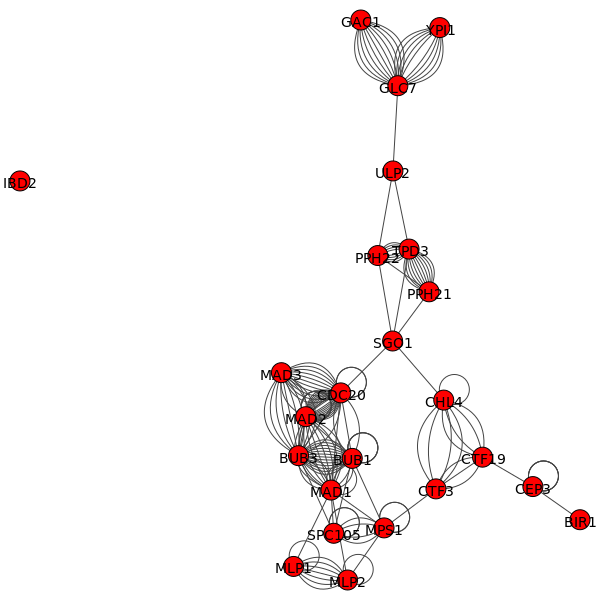 GAC1
YPI1
GLC7
ULP2
IBD2
TPD3
PPH22
PPH21
SGO1
MAD3
CDC20
CHL4
MAD2
BUB3
BUB1
CTF19
MAD1
CTF3
CEP3
BIR1
SPC105
MPS1
MLP1
MLP2